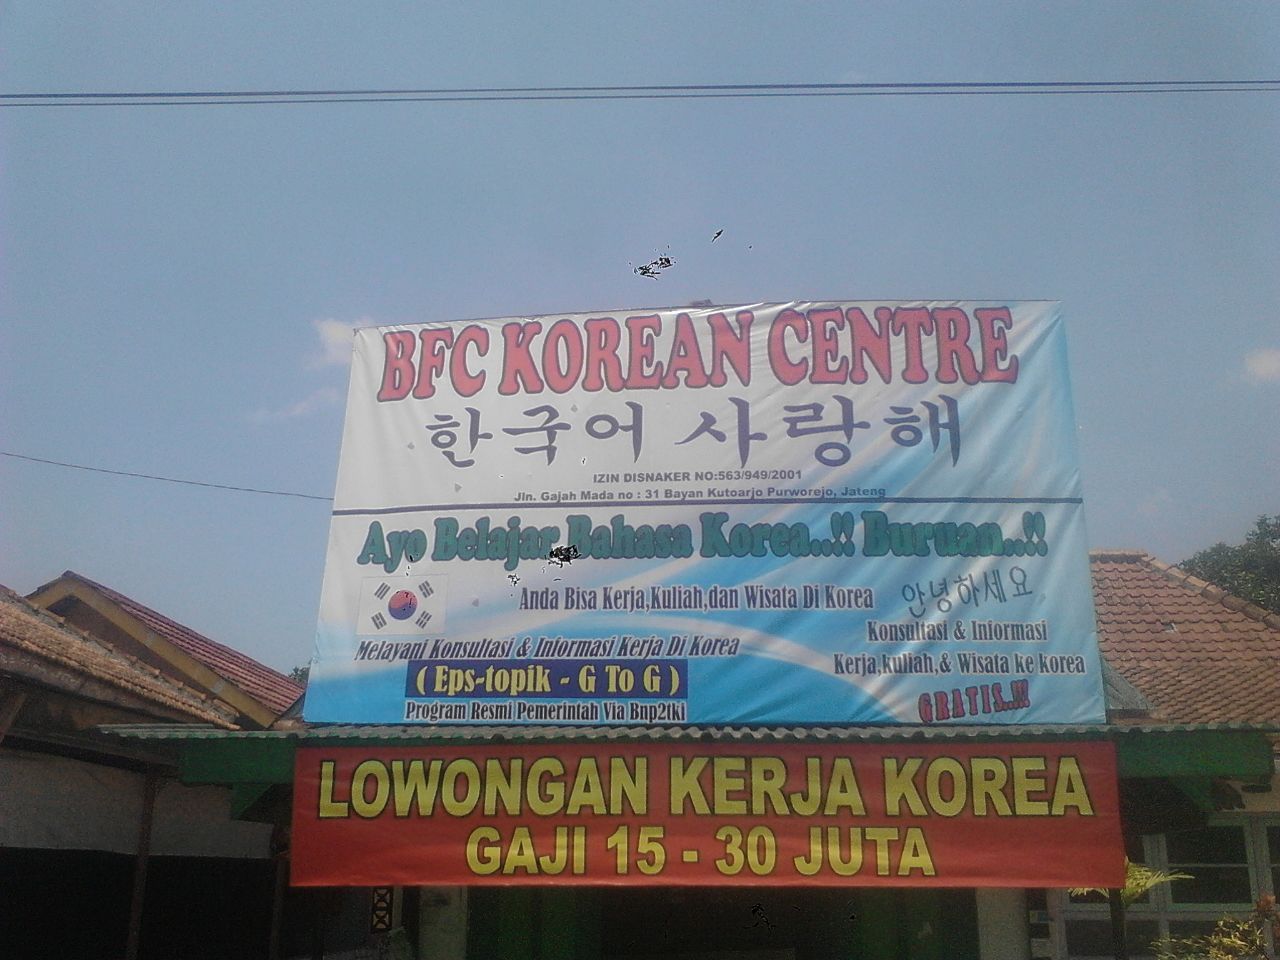 BFC KOREAN CENTRE
한국어 사랑해
IZIN DISNAKER NO:563/949/2001
Jln. Gajah Mada no : 31 Bayan Kutoarjo Purworejo, Jateng
Ayo Belajar Bahasa Korea..!! Buruan..!!
Anda Bisa Kerja,Kuliah,dan Wisata Di Korea
안녕하세요
Melayani Konsultasi & Informasi Kerja Di Korea
( Eps-topik - G To G )
Program Resmi Pemerintah Via Bnp2tki
Konsultasi & Informasi
Kerja,kuliah,& Wisata ke Korea
GRATIS..!!
LOWONGAN KERJA KOREA
GAJI 15 - 30 JUTA